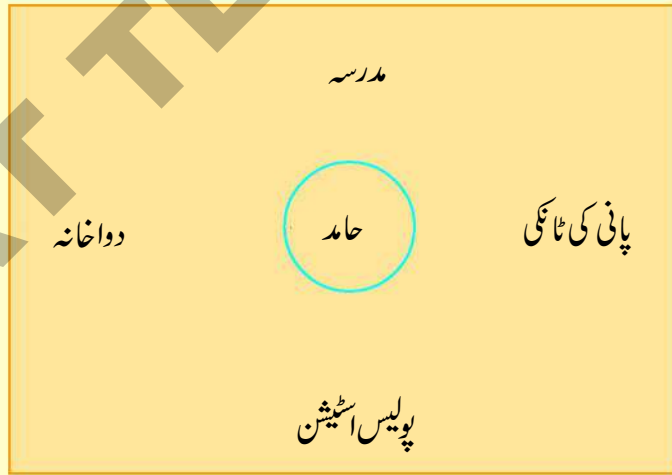 مدرسہ
پانی کی ٹانکی
حامد
دواخانہ
پولیس اسٹیشن